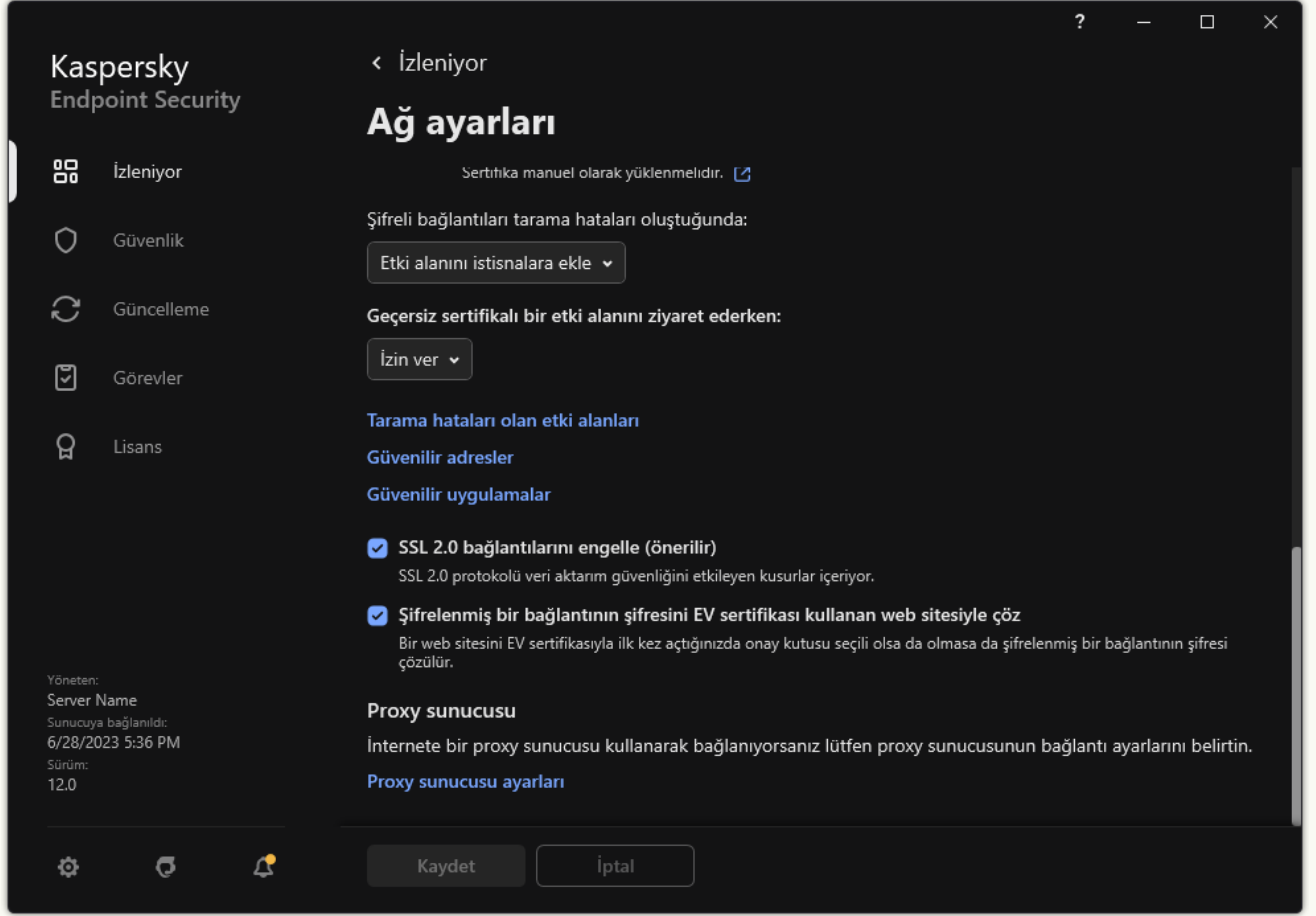 ?
Kaspersky
Endpoint Security
İzleniyor
Güvenlik
Güncelleme
Görevler
Lisans
Yöneten:
Server Name
Sunucuya bağlanıldı:
6/28/2023 5:36 PM
Sürüm:
12.0
İzleniyor
Ağ ayarları
Sertifika manuel olarak yüklenmelidir.
Şifreli bağlantıları tarama hataları oluştuğunda:
Etki alanını istisnalara ekle
Geçersiz sertifikalı bir etki alanını ziyaret ederken:
İzin ver
Tarama hataları olan etki alanları
Güvenilir adresler
Güvenilir uygulamalar
SSL 2.0 bağlantılarını engelle (önerilir)
SSL 2.0 protokolü veri aktarım güvenliğini etkileyen kusurlar içeriyor.
Şifrelenmiş bir bağlantının şifresini EV sertifikası kullanan web sitesiyle çöz
Bir web sitesini EV sertifikasıyla ilk kez açtığınızda onay kutusu seçili olsa da olmasa da şifrelenmiş bir bağlantının şifresi
çözülür.
Proxy sunucusu
İnternete bir proxy sunucusu kullanarak bağlanıyorsanız lütfen proxy sunucusunun bağlantı ayarlarını belirtin.
Proxy sunucusu ayarları
Kaydet
İptal